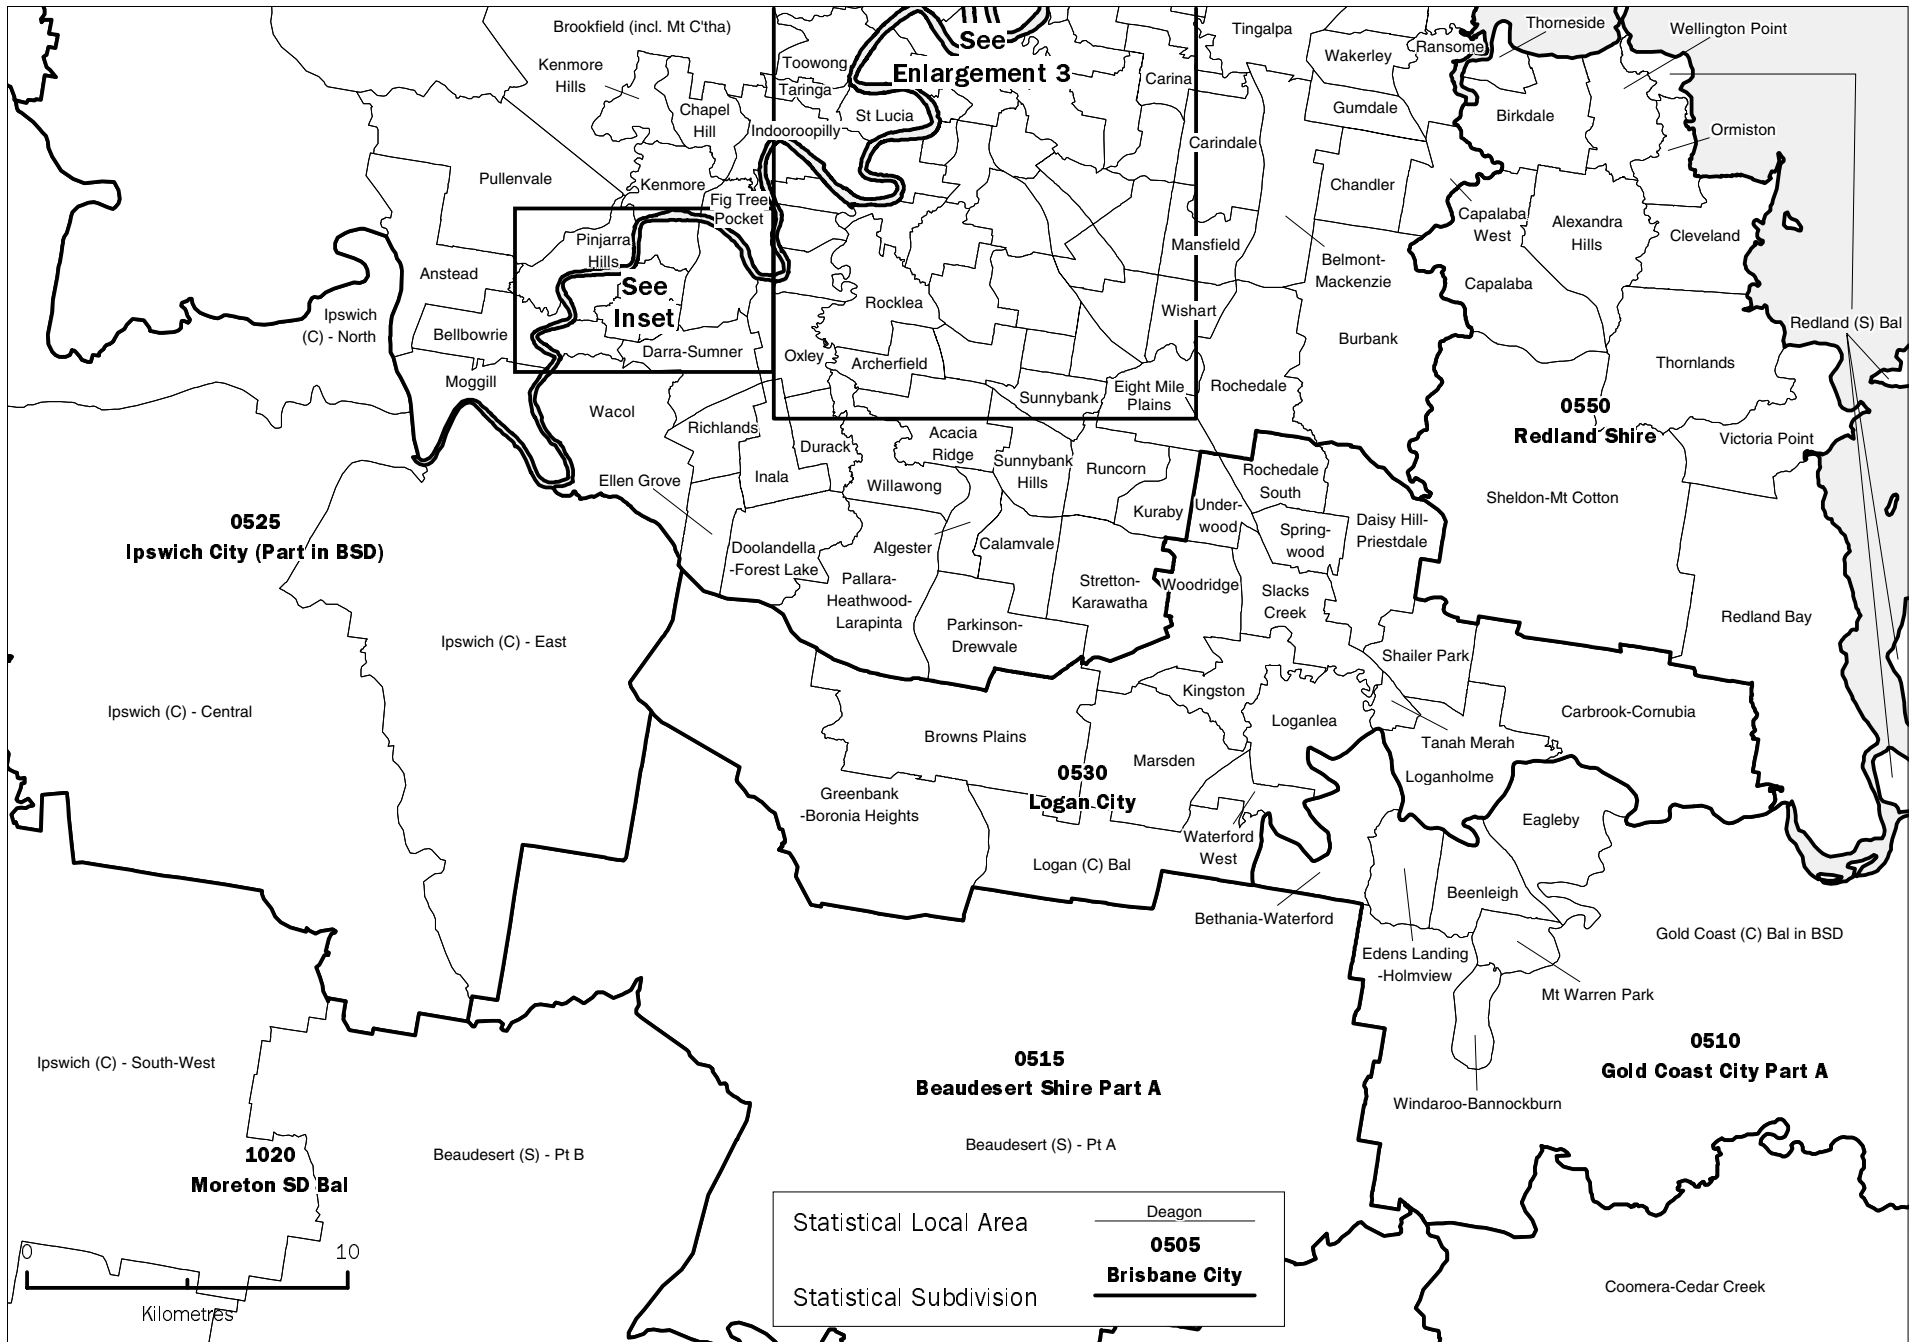 Brookfield (incl. Mt C'tha)
Kenmore
Hills
Chapel
Hill
Toowong
Taringa
Indooroopilly
St Lucia
See
Enlargement 3
Carina
Tingalpa
Wakerley
Ransome
Gumdale
Thorneside
Wellington Point
Birkdale
Ormiston
Carindale
Chandler
Pullenvale
Kenmore
Fig Tree
Pocket
Pinjarra
Hills
See
Inset
Anstead
Bellbowrie
Moggill
Darra-Sumner
Ipswich
(C) - North
Rocklea
Oxley
Archerfield
Mansfield
Wishart
Belmont-
Mackenzie
Burbank
Capalaba
West
Alexandra
Hills
Cleveland
Capalaba
Redland (S) Bal
Thornlands
0550
Redland Shire
Victoria Point
Sheldon-Mt Cotton
Redland Bay
Sunnybank
Eight Mile
Plains
Rochedale
Wacol
Richlands
Durack
Acacia
Ridge
Sunnybank
Hills
Runcorn
Ellen Grove
Inala
Willawong
Kuraby
Under-
wood
Rochedale
South
Spring-
wood
Daisy Hill-
Priestdale
0525
Ipswich City (Part in BSD)
Doolandella
-Forest Lake
Algester
Calamvale
Pallara-
Heathwood-
Larapinta
Stretton-
Karawatha
Woodridge
Slacks
Creek
Parkinson-
Drewvale
Ipswich (C) - East
Ipswich (C) - Central
Shailer Park
Kingston
Loganlea
Carbrook-Cornubia
Tanah Merah
Loganholme
Browns Plains
Marsden
0530
Logan City
Greenbank
-Boronia Heights
Waterford
West
Logan (C) Bal
Eagleby
Beenleigh
Bethania-Waterford
Edens Landing
-Holmview
Mt Warren Park
Gold Coast (C) Bal in BSD
0510
Gold Coast City Part A
Windaroo-Bannockburn
Ipswich (C) - South-West
0515
Beaudesert Shire Part A
Beaudesert (S) - Pt A
1020
Moreton SD Bal
Beaudesert (S) - Pt B
Coomera-Cedar Creek
0 10
Kilometres
Statistical Local Area
Deagon
0505
Brisbane City
Statistical Subdivision